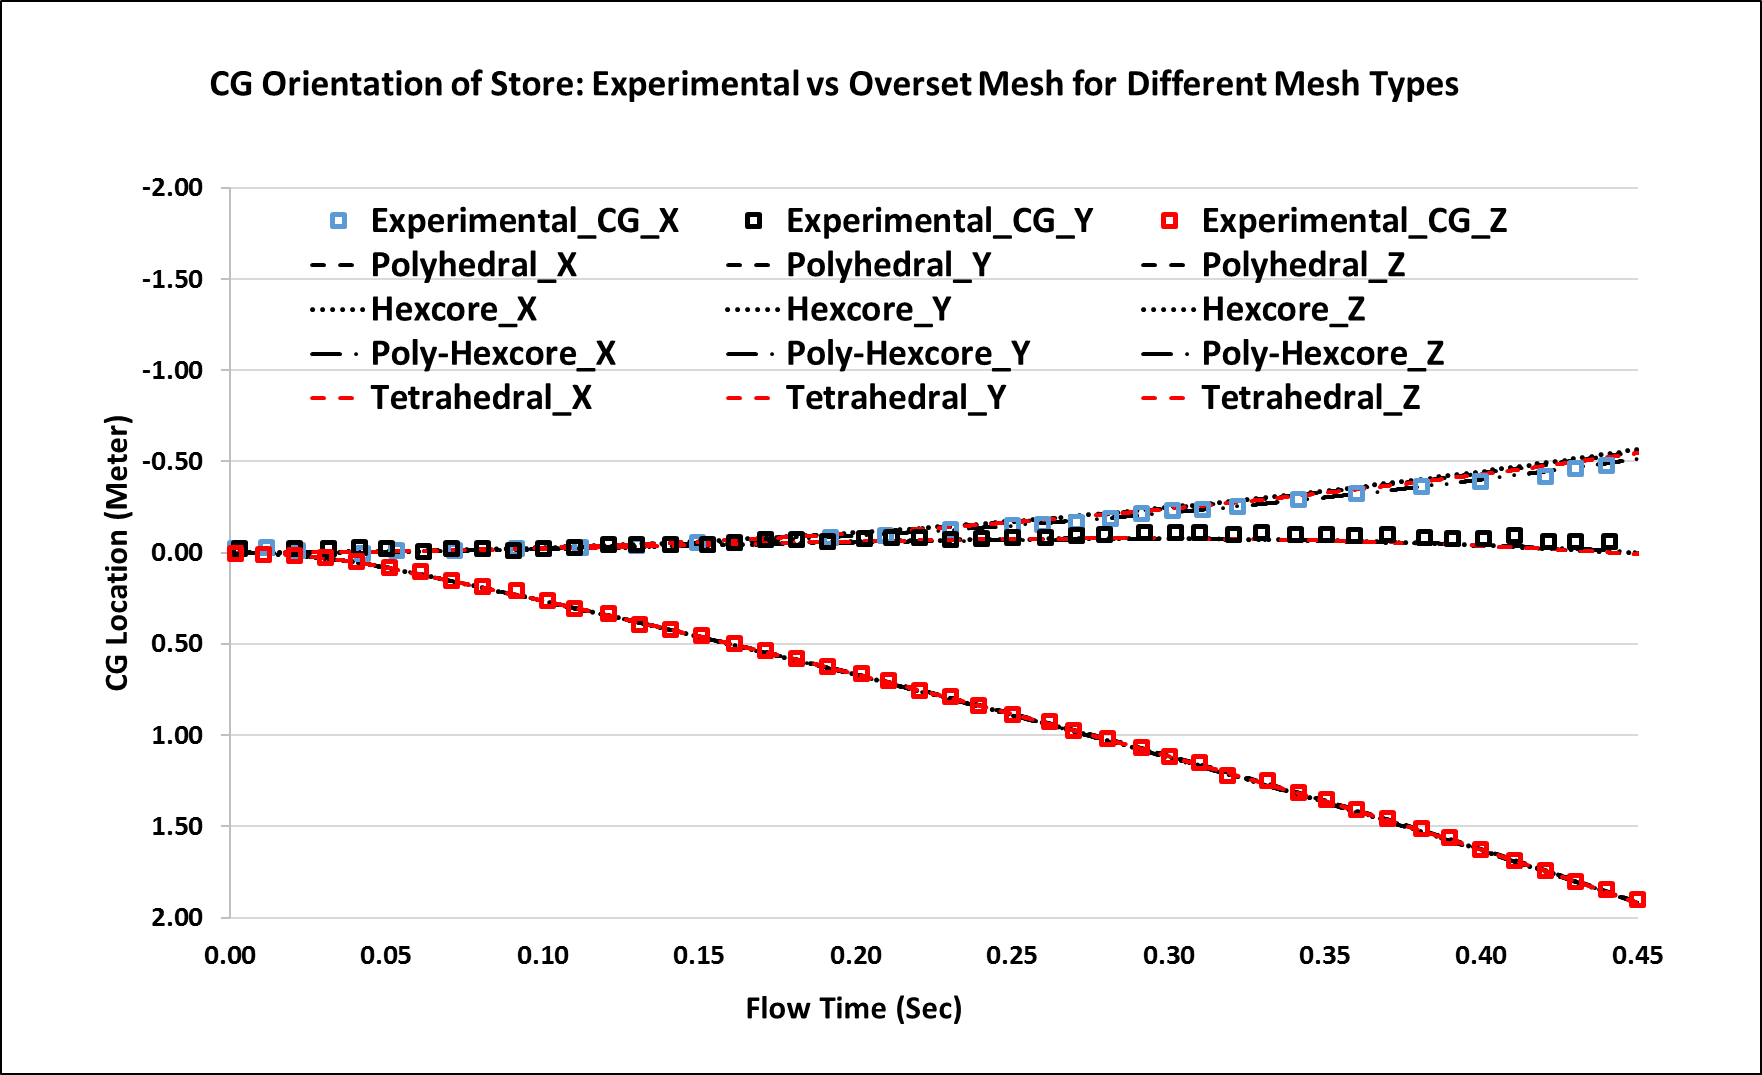 CG Orientation of Store: Experimental vs Overset Mesh for Different Mesh Types
-2.00
Experimental_CG_X Experimental_CG_Y Experimental_CG_Z
Polyhedral_X Polyhedral_Y Polyhedral_Z
-1.50
Hexcore_X Hexcore_Y Hexcore_Z
Poly-Hexcore_X Poly-Hexcore_Y Poly-Hexcore_Z
-1.00
Tetrahedral_X Tetrahedral_Y Tetrahedral_Z
-0.50
0.00
0.50
1.00
1.50
2.00
CG Location (Meter)
0.00 0.05 0.10 0.15 0.20 0.25 0.30 0.35 0.40 0.45
Flow Time (Sec)